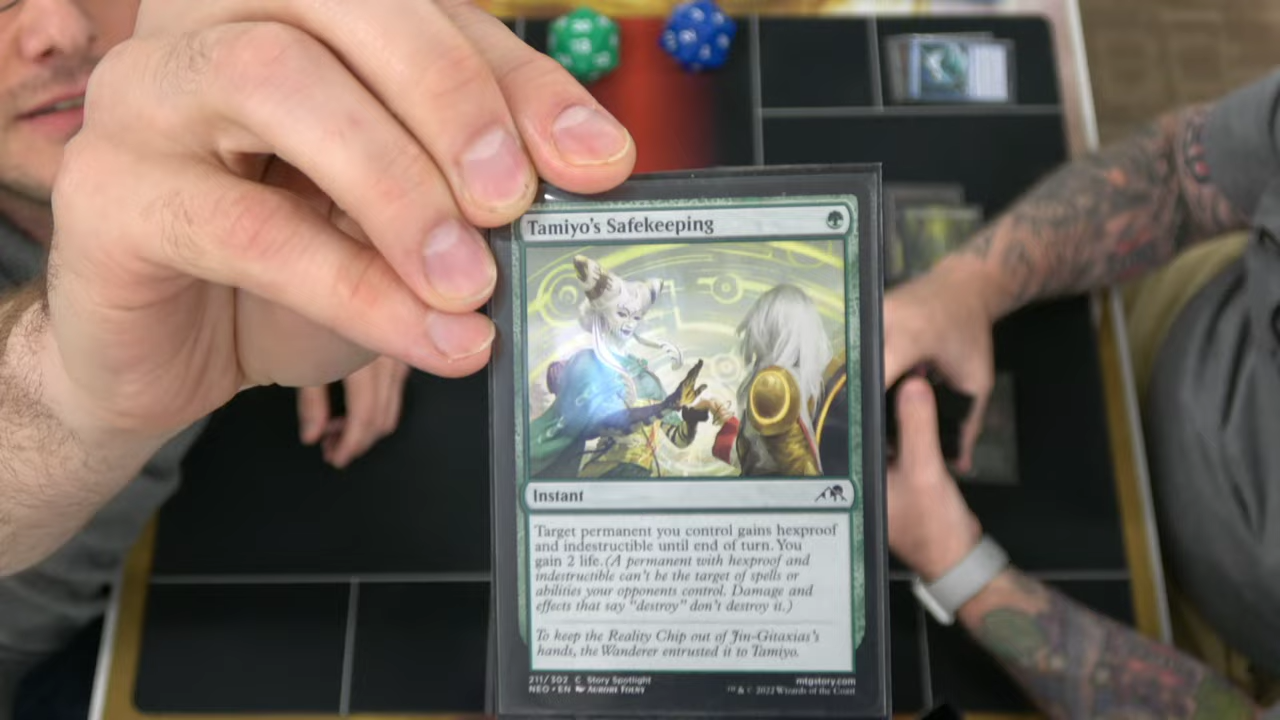 Tamiyo's Safekeeping
Instant
Target permanent you control gains hexproof
and indestructible until end of turn. You
gain 2 life. (A permanent with hexproof and
indestructible can't be the target of spells or
abilities your opponents control. Damage and
effects that say "destroy" don't destroy it.)
To keep the Reality Chip out of Jin-Gitaxias's
hands, the Wanderer entrusted it to Tamiyo.
211/302 C Story Spotlight
mtgstory.com
NEO • EN Aurore Folny
™ & © 2022 Wizards of the Coast